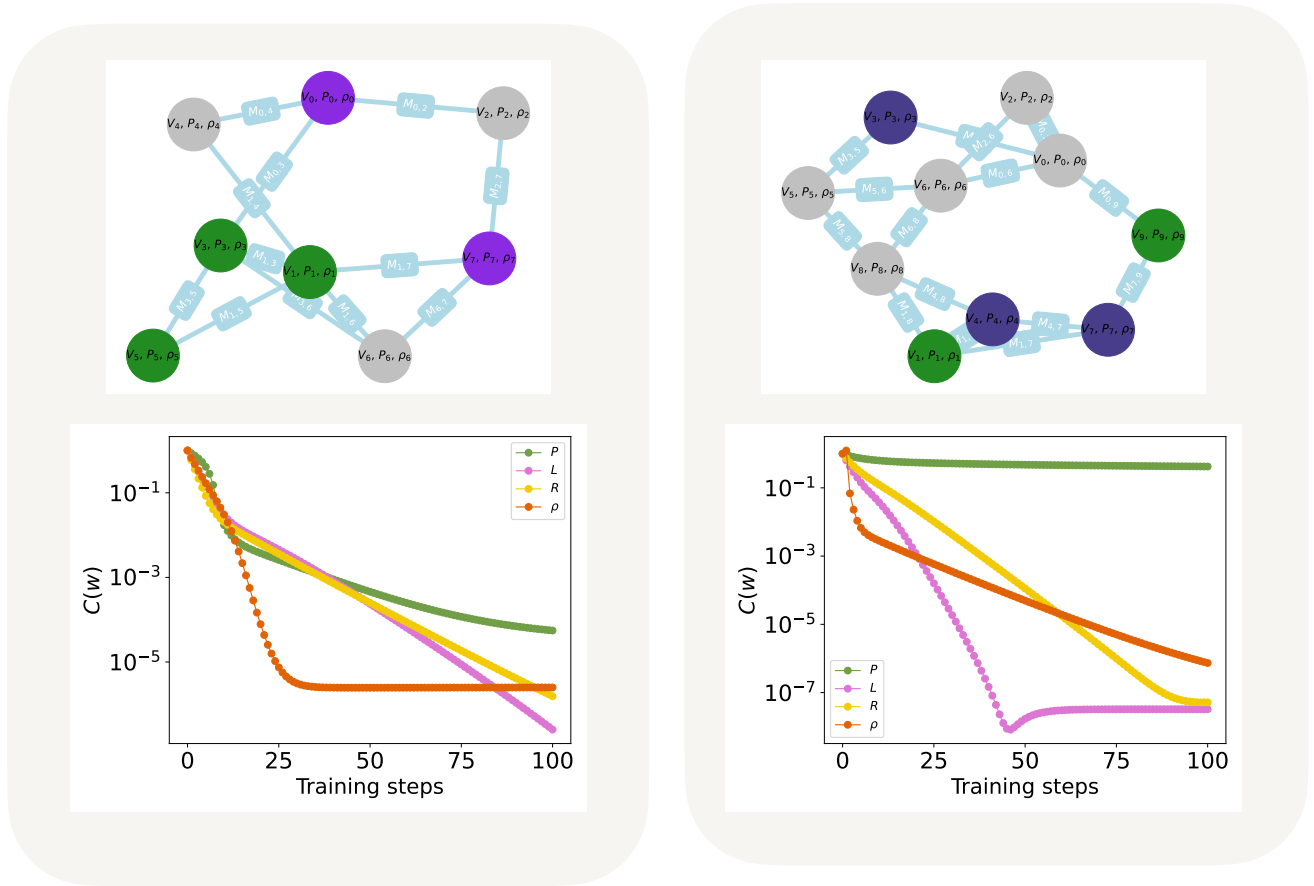 V0, P0, ρ0
V4, P4, ρ4
M0,4
M0,2
V2, P2, ρ2
M0,3
M1,4
M2,7
V3, P3, ρ3
M1,3
V1, P1, ρ1
M1,7
V7, P7, ρ7
M3,5
M1,5
M1,6
M6,7
V5, P5, ρ5
V6, P6, ρ6
C(w)
10⁻¹
10⁻³
10⁻⁵
0
25
50
75
100
Training steps
P
L
R
ρ
V2, P2, ρ2
V3, P3, ρ3
M2,6
V0, P0, ρ0
M3,5
V5, P5, ρ5
M5,6
V6, P6, ρ6
M0,6
M0,9
M5,8
M6,8
V9, P9, ρ9
V8, P8, ρ8
M7,9
M4,8
M1,8
V4, P4, ρ4
M4,7
V7, P7, ρ7
V1, P1, ρ1
M1,7
C(w)
10⁻¹
10⁻³
10⁻⁵
10⁻⁷
0
25
50
75
100
Training steps
P
L
R
ρ